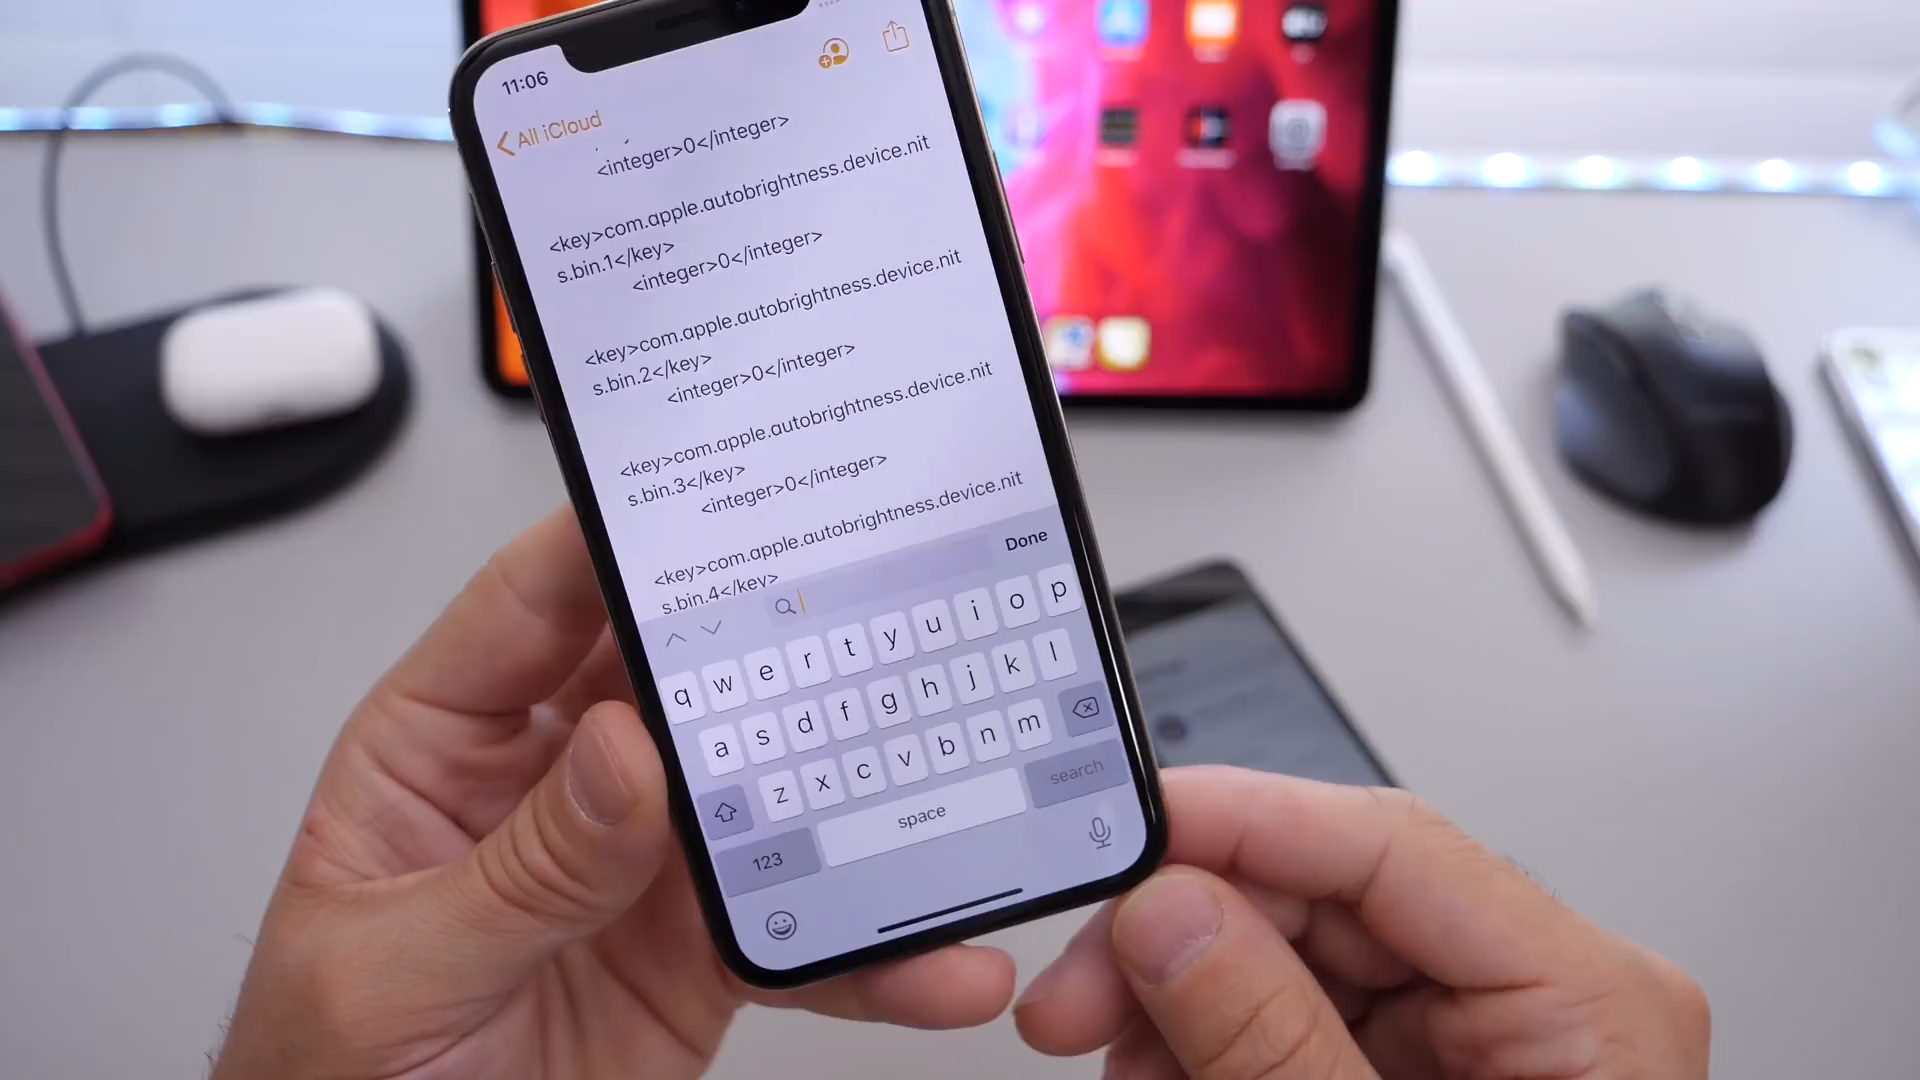 11:06
All iCloud
<integer>0</integer>
<key>com.apple.autobrightness.device.nit
s.bin.1</key>
<integer>0</integer>
<key>com.apple.autobrightness.device.nit
s.bin.2</key>
<integer>0</integer>
<key>com.apple.autobrightness.device.nit
s.bin.3</key>
<integer>0</integer>
<key>com.apple.autobrightness.device.nit
s.bin.4</key>
Done
q w e r t y u i o p
a s d f g h j k l
z x c v b n m
123 space search